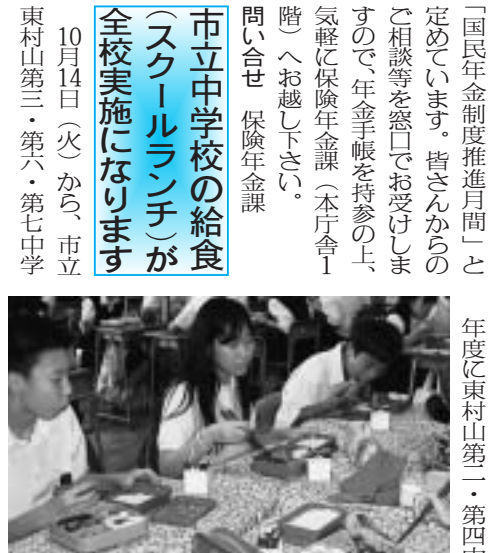 「国民年金制度推進月間」と
定めています。皆さんからの
ご相談等を窓口でお受けしま
すので、年金手帳を持参の上、
気軽に保険年金課（本庁舎1
階）へお越し下さい。
問い合せ　保険年金課
市立中学校の給食
（スクールランチ）が
全校実施になります
10月14日（火）から、市立
東村山第三・第六・第七中学
年度に東村山第二・第四